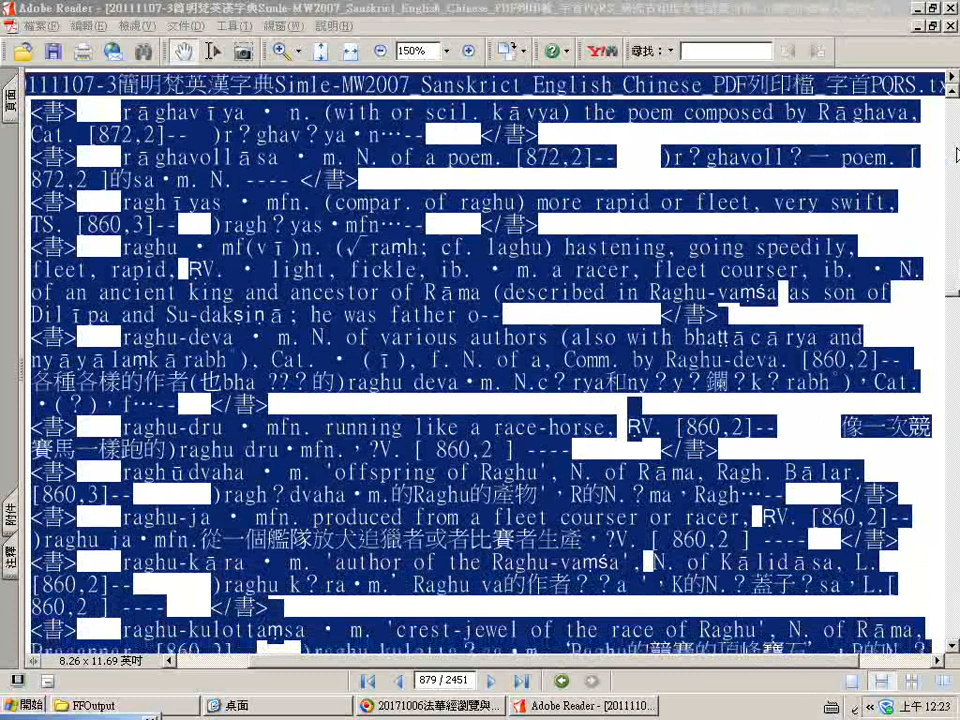 Adobe Reader - [20111107-3簡明梵英漢字典Simle-MW2007_Sanskrit_English_Chinese_PDF列印檔_字首PQRS.
檔案(F) 編輯(E) 檢視(V) 文件(D) 工具(T) 視窗(W) 說明(H)
150% Y! 尋找：
頁面
111107-3簡明梵英漢字典Simle-MW2007_Sanskrit_English_Chinese_PDF列印檔_字首PQRS.tx
<書> rāghavīya · n. (with or scil. kāvya) the poem composed by Rāghava,
Cat. [872,2]-- )r?ghav?ya·n…-- </書>
<書> rāghavollāsa · m. N. of a poem. [872,2]-- )r?ghavoll?一 poem. [
872,2 ]的sa·m. N. ---- </書>
<書> raghīyas · mfn. (compar. of raghu) more rapid or fleet, very swift,
TS. [860,3]-- )ragh?yas·mfn…-- </書>
<書> raghu · mf(vī)n. (√ raṃh; cf. laghu) hastening, going speedily,
fleet, rapid, ṚV. · light, fickle, ib. · m. a racer, fleet courser, ib. · N.
of an ancient king and ancestor of Rāma (described in Raghu-vaṃśa as son of
Dilīpa and Su-dakṣiṇā; he was father o-- </書>
<書> raghu-deva · m. N. of various authors (also with bhaṭṭācārya and
nyāyālaṃkārabh°), Cat. · (ī), f. N. of a, Comm. by Raghu-deva. [860,2]--
各種各樣的作者(也bha ???的)raghu deva·m. N.c?rya和ny?y?鑭?k?rabh°)，Cat.
·(?)，f…-- </書>
<書> raghu-dru · mfn. running like a race-horse, ṚV. [860,2]-- 像一次競
賽馬一樣跑的)raghu dru·mfn.，?V. [ 860,2 ] ---- </書>
<書> raghūdvaha · m. 'offspring of Raghu', N. of Rāma, Ragh. Bālar.
[860,3]-- )ragh?dvaha·m.的Raghu的產物'，R的N.?ma，Ragh…-- </書>
<書> raghu-ja · mfn. produced from a fleet courser or racer, ṚV. [860,2]--
)raghu ja·mfn.從一個艦隊放犬追獵者或者比賽者生產，?V. [ 860,2 ] ---- </書>
<書> raghu-kāra · m. 'author of the Raghu-vaṃśa', N. of Kālidāsa, L.
[860,2]-- )raghu k?ra·m.' Raghu va的作者??a '，K的N.?蓋子?sa，L.[
860,2 ] ---- </書>
<書> raghu-kulottaṃsa · m. 'crest-jewel of the race of Raghu', N. of Rāma,
8.26 x 11.69 英吋
879 / 2451
開始 FFOutput 桌面 20171006法華經瀏覽與... Adobe Reader - [2011110... 上午 12:23
附件
注釋